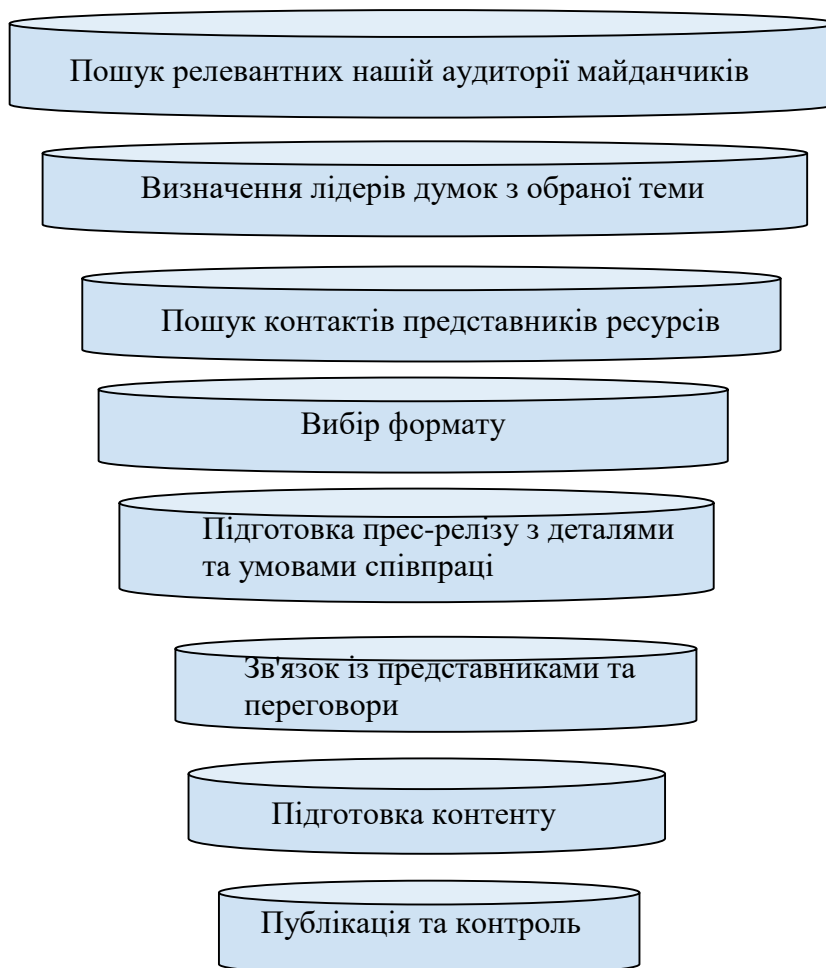 Пошук релевантних нашій аудиторії майданчиків
Визначення лідерів думок з обраної теми
Пошук контактів представників ресурсів
Вибір формату
Підготовка прес-релізу з деталями
та умовами співпраці
Зв'язок із представниками та
переговори
Підготовка контенту
Публікація та контроль